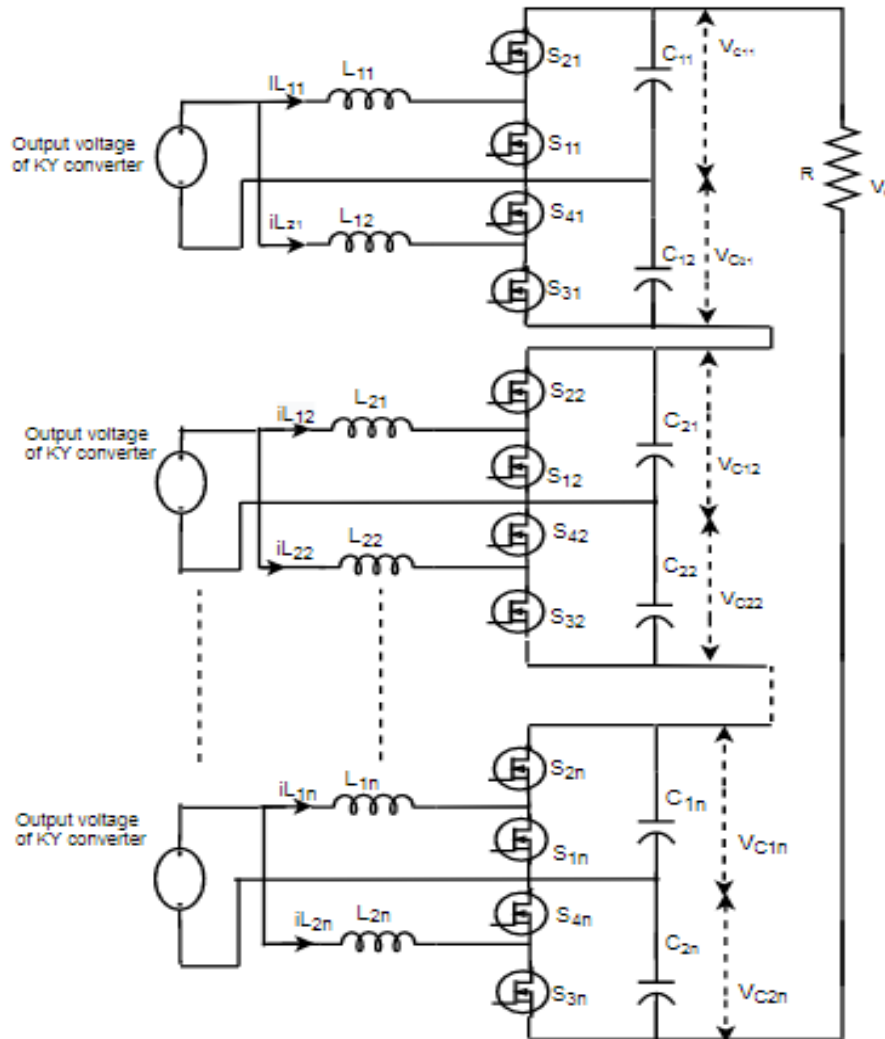 S21
C11
VC11
L11
IL11
Output voltage
of KY converter
S11
R
S41
iL21
L12
VC21
C12
S31
S22
iL12
L21
C21
Output voltage
of KY converter
VC12
S12
S42
iL22
L22
C22
VC22
S32
S2n
iL1n
L1n
C1n
Output voltage
of KY converter
S1n
VC1n
S4n
iL2n
L2n
C2n
S3n
VC2n